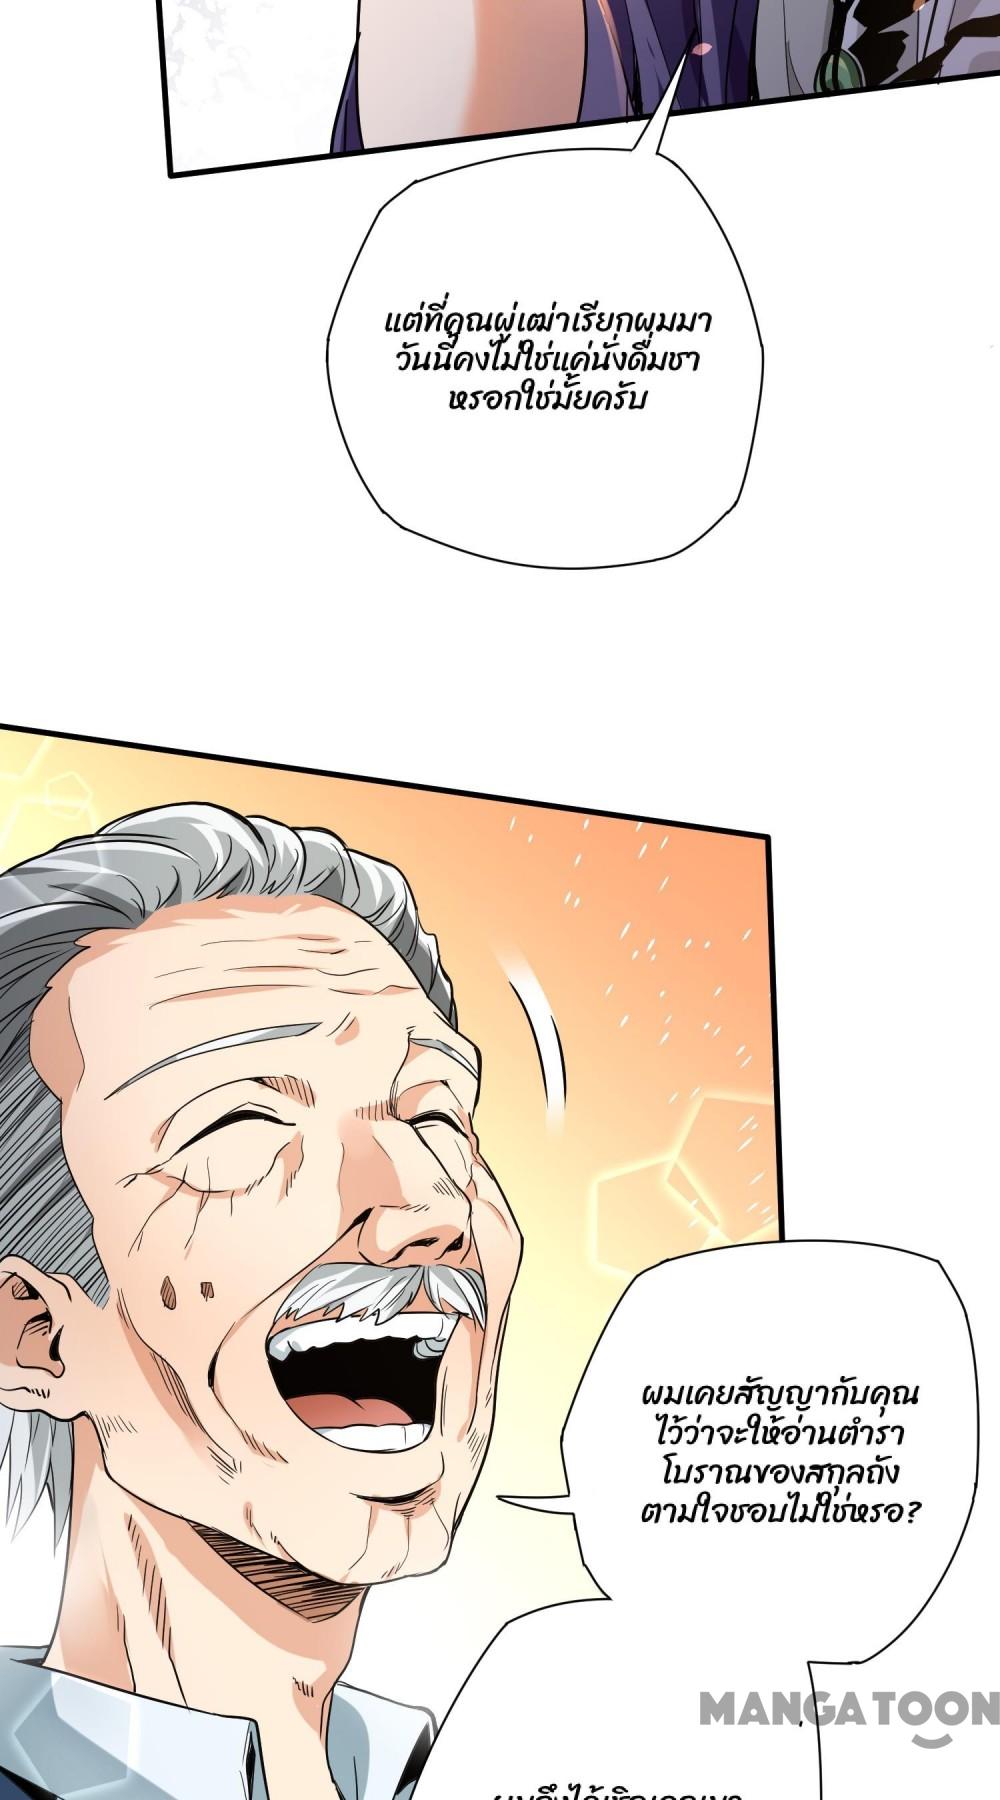 แต่ที่คุณผู้เฒ่าเรียกผมมา
วันนี้คงไม่ใช่แค่นั่งดื่มชา
หรอกใช่มั้ยครับ
ผมเคยสัญญากับคุณ
ไว้ว่าจะให้อ่านตำรา
โบราณของสกุลถัง
ตามใจชอบไม่ใช่หรอ?
MANGATOON